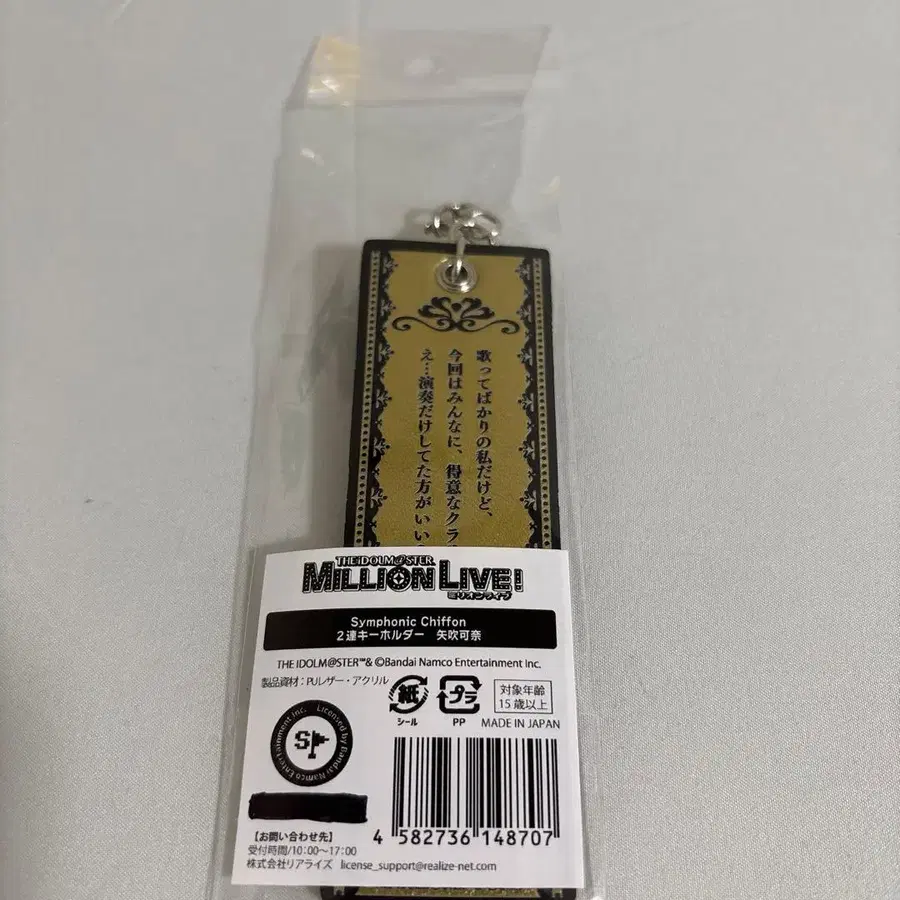 歌ってばかりの私だけど、
今回はみんなに、得意なクラ
え…演奏だけしてた方がいい
THE IDOLM@STER
MILLION LIVE!
ミリオンライブ
Symphonic Chiffon
2連キーホルダー 矢吹可奈
THE IDOLM@STER™& ©Bandai Namco Entertainment Inc.
製品資材:PUレザー・アクリル
紙
シール
プラ
PP
対象年齢
15歳以上
MADE IN JAPAN
Licensed by Bandai Namco Entertainment Inc.
S
4 582736 148707
【お問い合わせ先】
受付時間/10:00~17:00
株式会社リアライズ license_support@realize-net.com